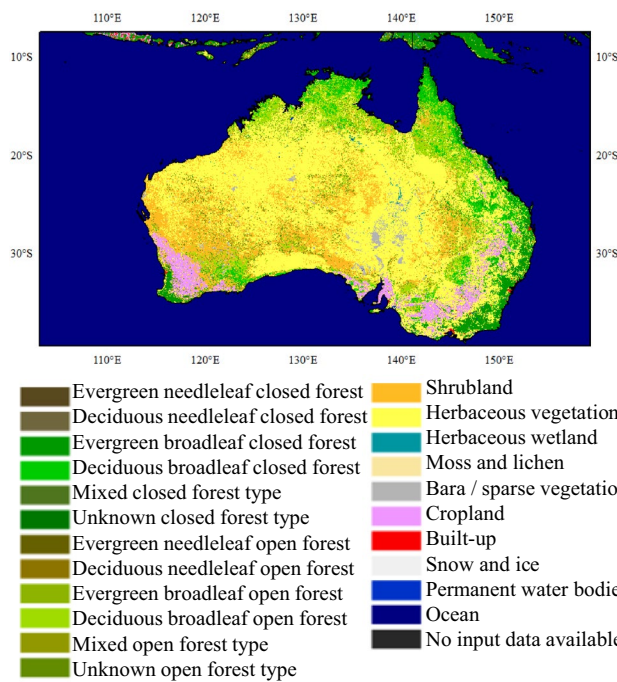 110°E 120°E 130°E 140°E 150°E
10°S 10°S
20°S 20°S
30°S 30°S
110°E 120°E 130°E 140°E 150°E
Evergreen needleleaf closed forest
Deciduous needleleaf closed forest
Evergreen broadleaf closed forest
Deciduous broadleaf closed forest
Mixed closed forest type
Unknown closed forest type
Evergreen needleleaf open forest
Deciduous needleleaf open forest
Evergreen broadleaf open forest
Deciduous broadleaf open forest
Mixed open forest type
Unknown open forest type
Shrubland
Herbaceous vegetation
Herbaceous wetland
Moss and lichen
Bara / sparse vegetatio
Cropland
Built-up
Snow and ice
Permanent water bodie
Ocean
No input data available